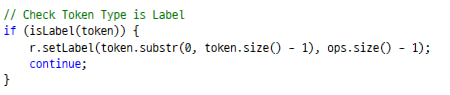 // Check Token Type is Label
if (isLabel(token)) {
    r.setLabel(token.substr(0, token.size() - 1), ops.size() - 1);
    continue;
}